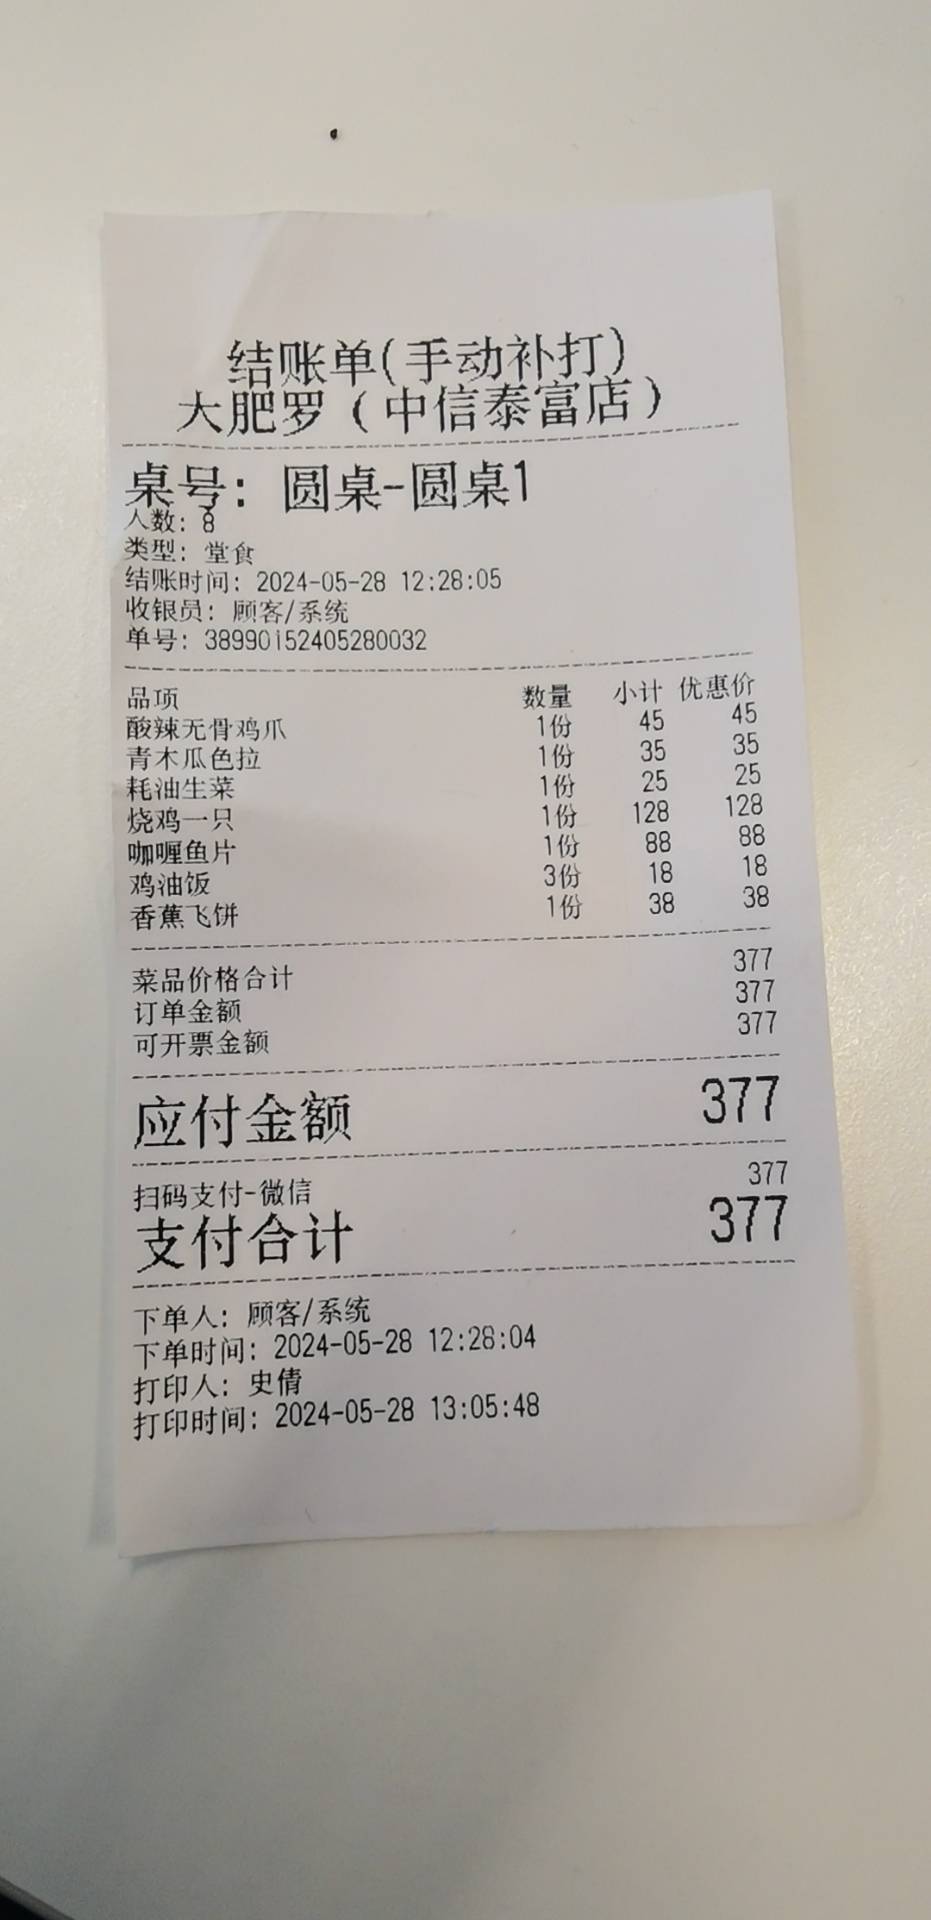 结账单(手动补打)
大肥罗（中信泰富店）
桌号：圆桌-圆桌1
人数：8
类型：堂食
结账时间：2024-05-28 12:28:05
收银员：顾客/系统
单号：38990152405280032
品项 数量 小计 优惠价
酸辣无骨鸡爪 1份 45 45
青木瓜色拉 1份 35 35
耗油生菜 1份 25 25
烧鸡一只 1份 128 128
咖喱鱼片 1份 88 88
鸡油饭 3份 18 18
香蕉飞饼 1份 38 38
菜品价格合计 377
订单金额 377
可开票金额 377
应付金额 377
扫码支付-微信 377
支付合计 377
下单人：顾客/系统
下单时间：2024-05-28 12:28:04
打印人：史倩
打印时间：2024-05-28 13:05:48